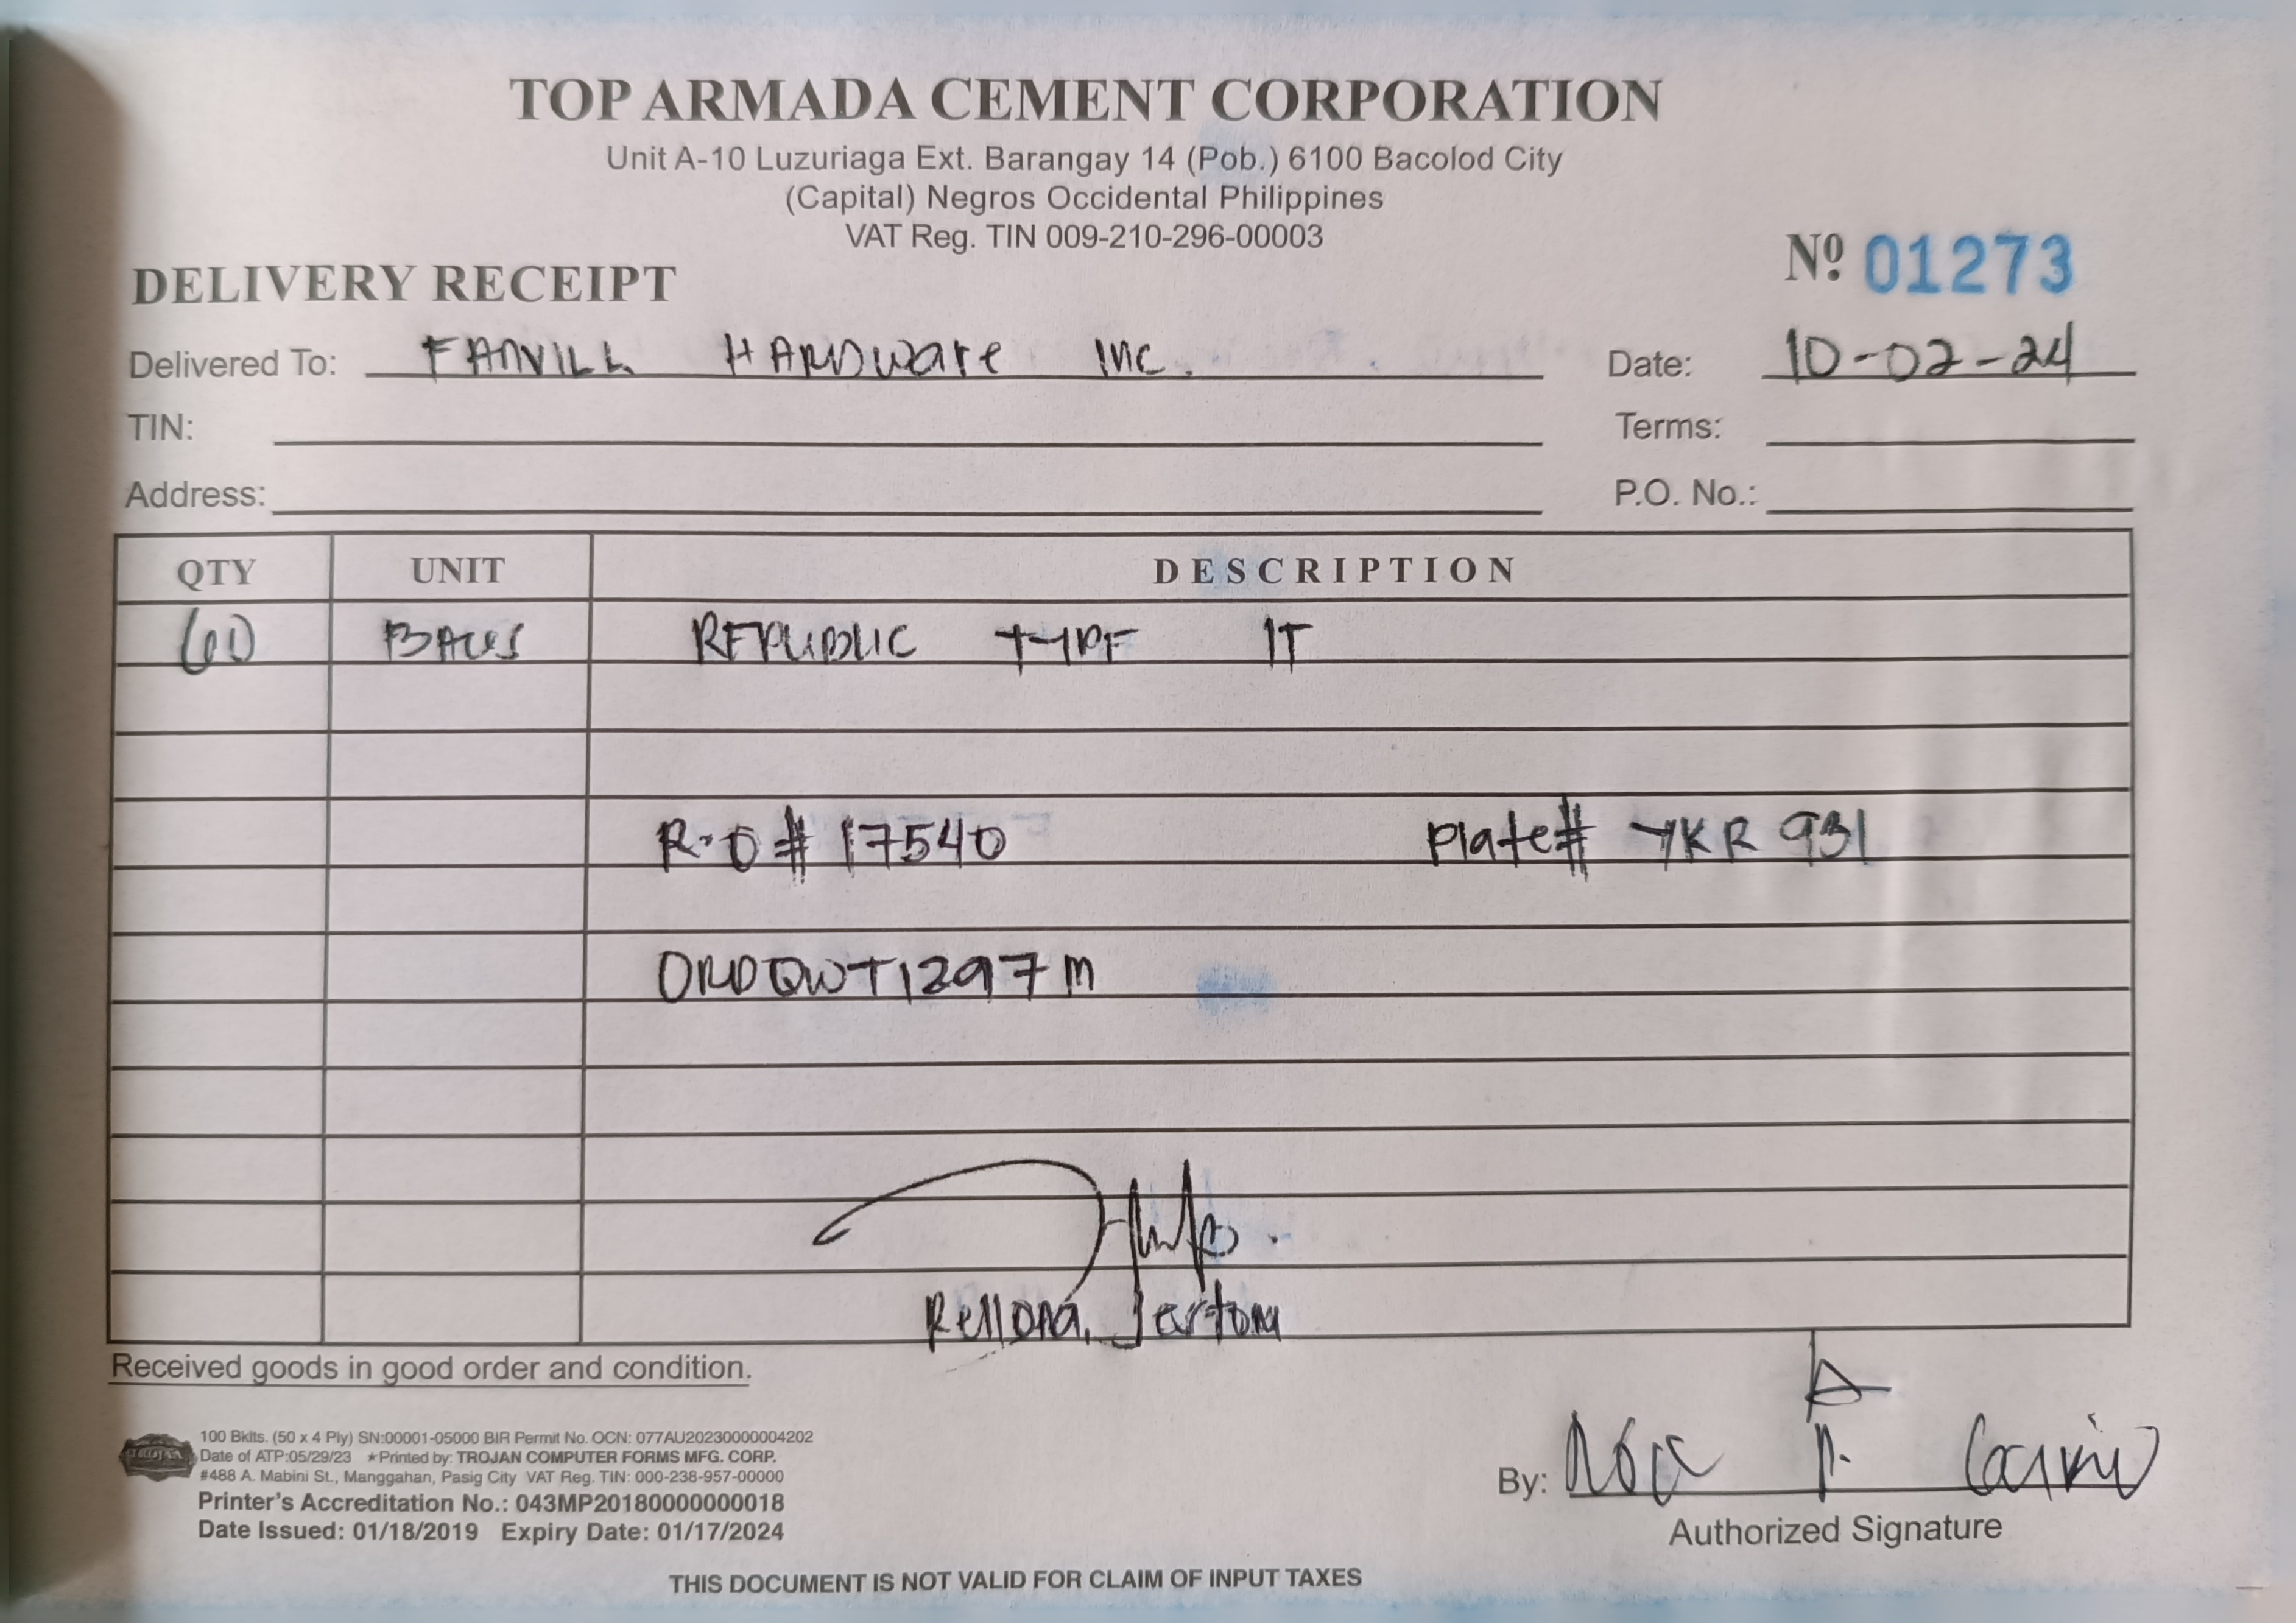 TOP ARMADA CEMENT CORPORATION
Unit A-10 Luzuriaga Ext. Barangay 14 (Pob.) 6100 Bacolod City
(Capital) Negros Occidental Philippines
VAT Reg. TIN 009-210-296-00003
DELIVERY RECEIPT
Nº 01273
Delivered To: FANVILL HARDware Inc. Date: 10-02-24
TIN: Terms:
Address: P.O. No.:
QTY UNIT DESCRIPTION
60 BAGS REPUBLIC TYPE 1T
R.O # 17540 Plate# YKR 931
ORDQWT1297M
Rellona, Jertom
Received goods in good order and condition.
100 Bklts. (50 x 4 Ply) SN:00001-05000 BIR Permit No. OCN: 077AU20230000004202
Date of ATP:05/29/23 ★Printed by: TROJAN COMPUTER FORMS MFG. CORP.
#488 A. Mabini St., Manggahan, Pasig City VAT Reg. TIN: 000-238-957-00000
Printer's Accreditation No.: 043MP20180000000018
Date Issued: 01/18/2019 Expiry Date: 01/17/2024
By:
Authorized Signature
THIS DOCUMENT IS NOT VALID FOR CLAIM OF INPUT TAXES